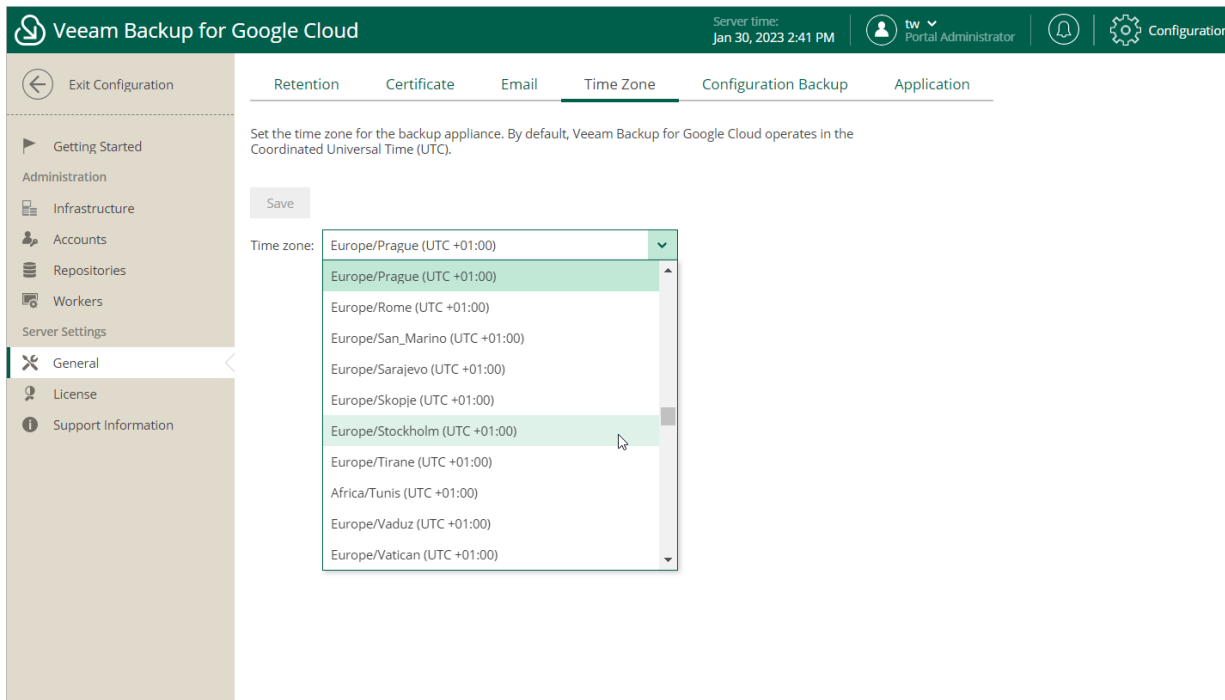 Veeam Backup for Google Cloud
Server time:
Jan 30, 2023 2:41 PM
tw
Portal Administrator
Configuration
Exit Configuration
Getting Started
Administration
Infrastructure
Accounts
Repositories
Workers
Server Settings
General
License
Support Information
Retention
Certificate
Email
Time Zone
Configuration Backup
Application
Set the time zone for the backup appliance. By default, Veeam Backup for Google Cloud operates in the
Coordinated Universal Time (UTC).
Save
Time zone:
Europe/Prague (UTC +01:00)
Europe/Prague (UTC +01:00)
Europe/Rome (UTC +01:00)
Europe/San_Marino (UTC +01:00)
Europe/Sarajevo (UTC +01:00)
Europe/Skopje (UTC +01:00)
Europe/Stockholm (UTC +01:00)
Europe/Tirane (UTC +01:00)
Africa/Tunis (UTC +01:00)
Europe/Vaduz (UTC +01:00)
Europe/Vatican (UTC +01:00)